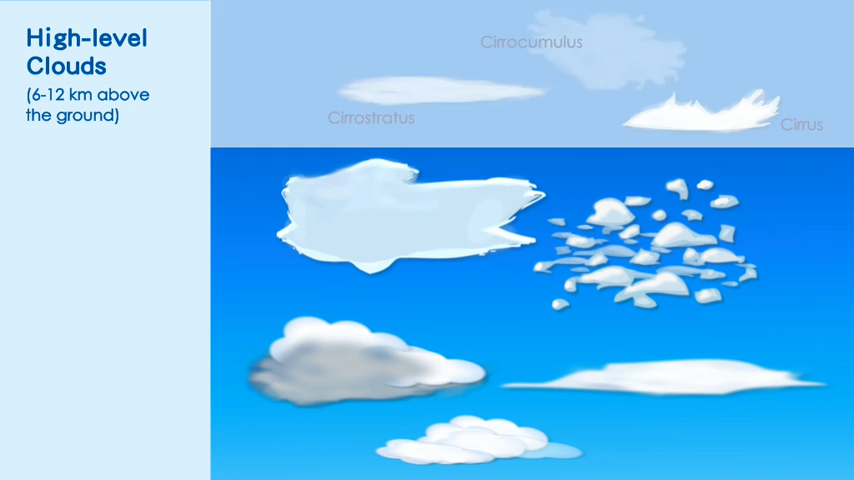 High-level
Clouds
(6-12 km above
the ground)
Cirrocumulus
Cirrostratus
Cirrus